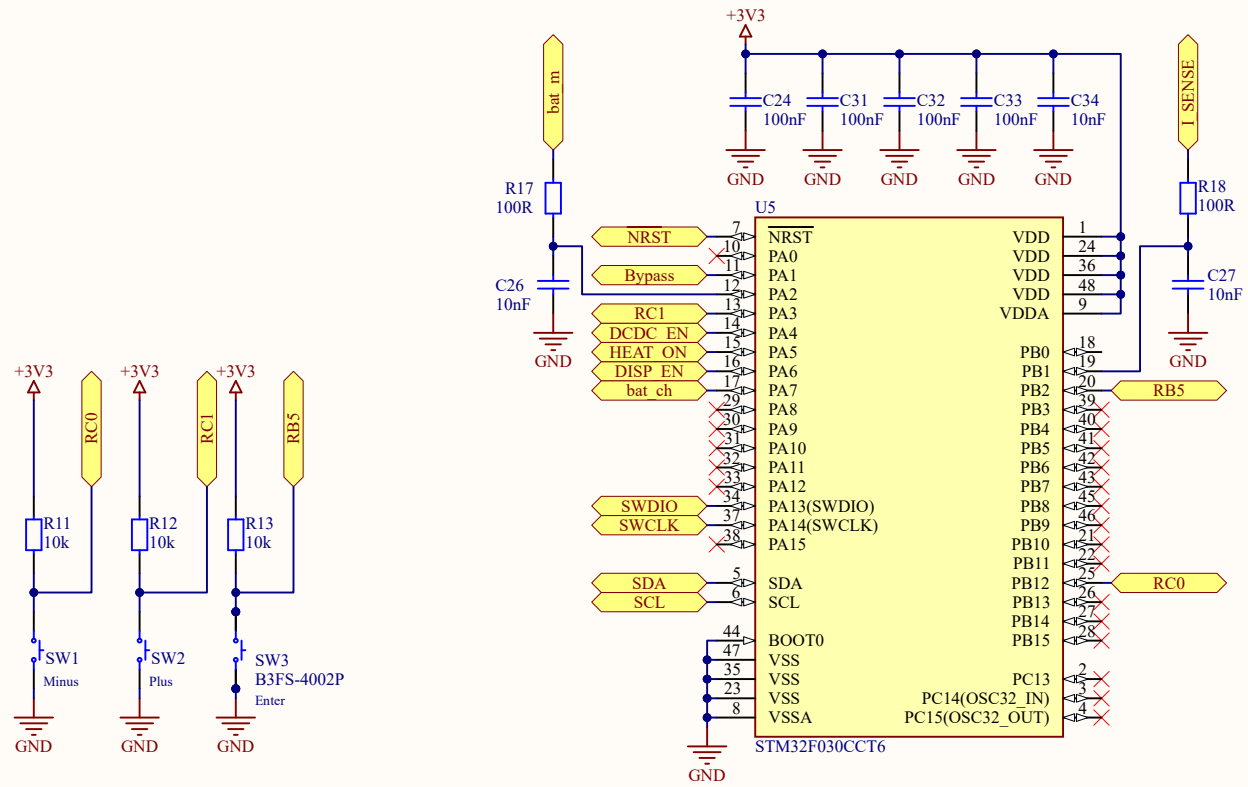 +3V3
bat_m
I_SENSE
C24
100nF
C31
100nF
C32
100nF
C33
100nF
C34
10nF
GND
GND
GND
GND
GND
R17
100R
C26
10nF
GND
R18
100R
C27
10nF
GND
U5
NRST 7 NRST
10 PA0
Bypass 11 PA1
12 PA2
RC1 13 PA3
DCDC_EN 14 PA4
HEAT_ON 15 PA5
DISP_EN 16 PA6
bat_ch 17 PA7
29 PA8
30 PA9
31 PA10
32 PA11
33 PA12
SWDIO 34 PA13(SWDIO)
SWCLK 37 PA14(SWCLK)
38 PA15
SDA 5 SDA
SCL 6 SCL
44 BOOT0
47 VSS
35 VSS
23 VSS
8 VSSA
GND
VDD 1
VDD 24
VDD 36
VDD 48
VDDA 9
PB0 18
PB1 19
PB2 20 RB5
PB3 39
PB4 40
PB5 41
PB6 42
PB7 43
PB8 45
PB9 46
PB10 21
PB11 22
PB12 25 RC0
PB13 26
PB14 27
PB15 28
PC13 2
PC14(OSC32_IN) 3
PC15(OSC32_OUT) 4
STM32F030CCT6
+3V3
RC0
R11
10k
SW1
Minus
GND
+3V3
RC1
R12
10k
SW2
Plus
GND
+3V3
RB5
R13
10k
SW3
B3FS-4002P
Enter
GND